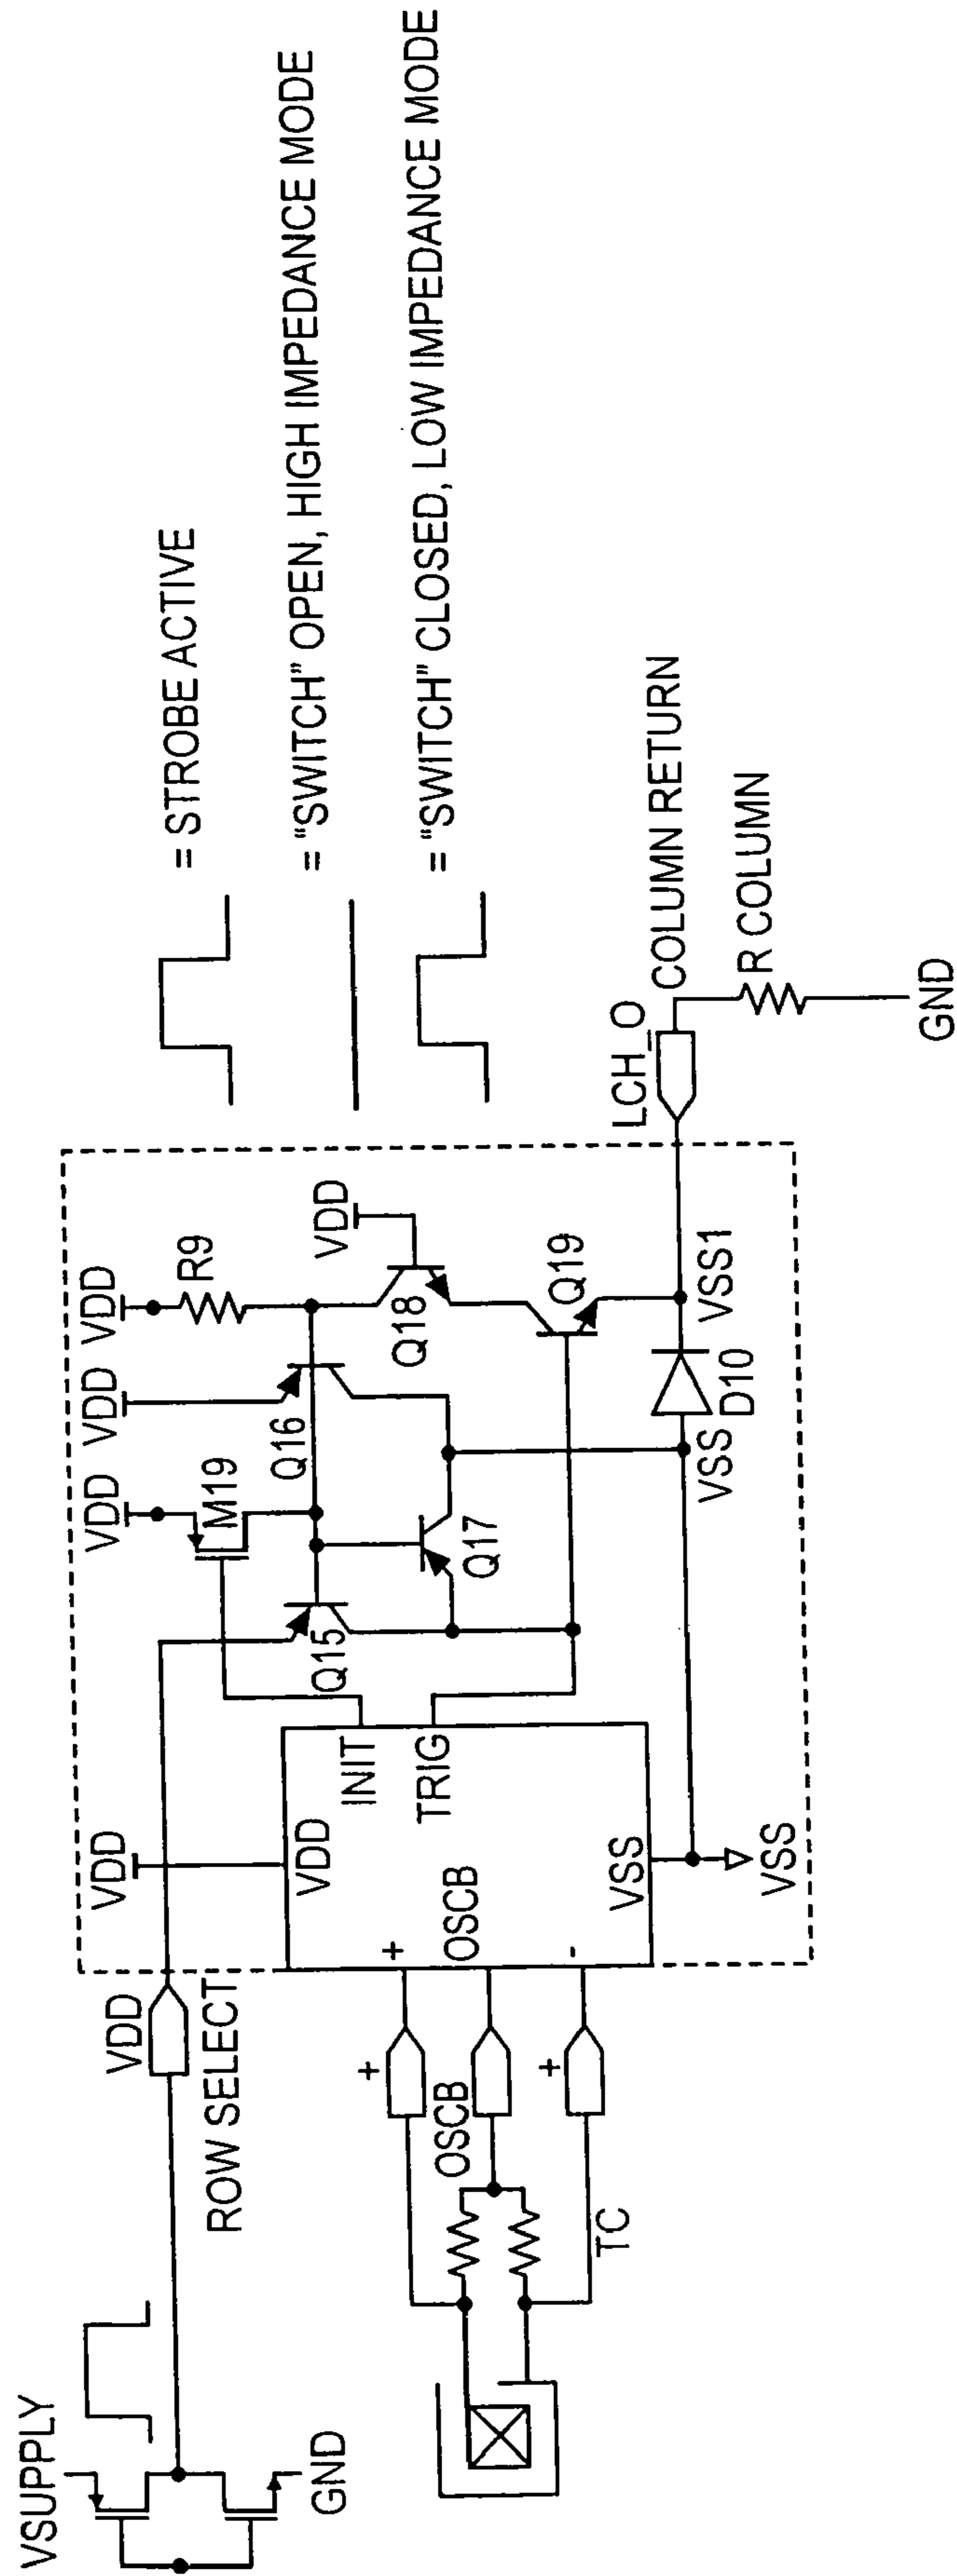 VSUPPLY
GND
VDD
ROW SELECT
+
OSCB
+
TC
VDD
VDD
INIT
TRIG
+
OSCB
-
VSS
VSS
VDD
M19
VDD
VDD
R9
Q15
Q16
Q17
VDD
Q18
Q19
VSS
D10
VSS1
LCH_O
COLUMN RETURN
R COLUMN
GND
= STROBE ACTIVE
= "SWITCH" OPEN, HIGH IMPEDANCE MODE
= "SWITCH" CLOSED, LOW IMPEDANCE MODE